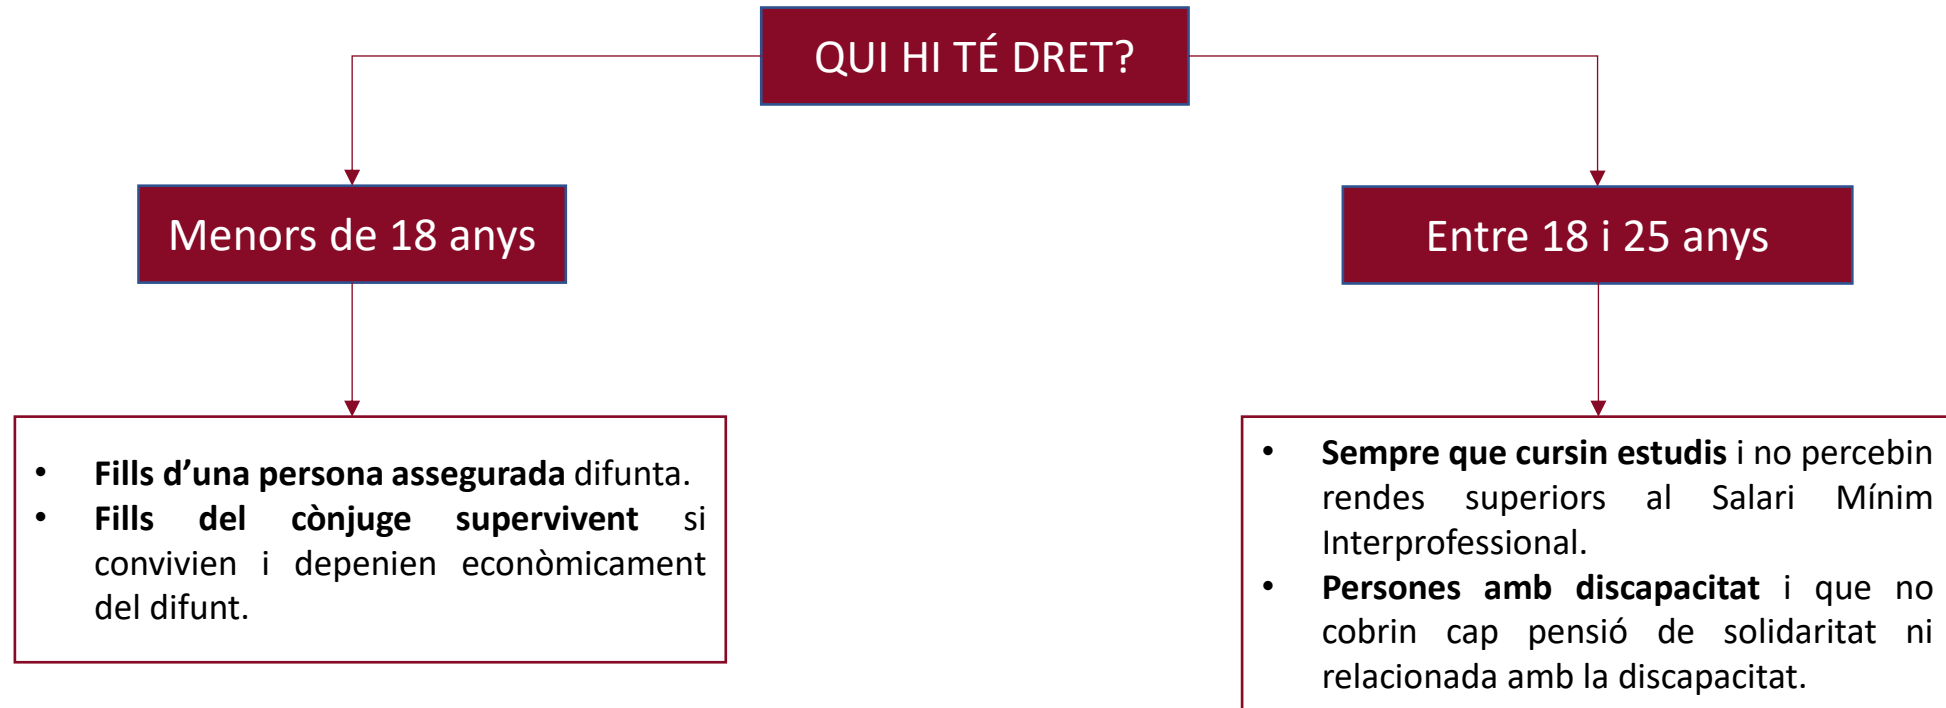 QUI HI TÉ DRET?
Menors de 18 anys
Entre 18 i 25 anys
• Fills d’una persona assegurada difunta.
• Fills del cònjuge supervivent si
convivien i depenien econòmicament
del difunt.
• Sempre que cursin estudis i no percebin
rendes superiors al Salari Mínim
Interprofessional.
• Persones amb discapacitat i que no
cobrin cap pensió de solidaritat ni
relacionada amb la discapacitat.